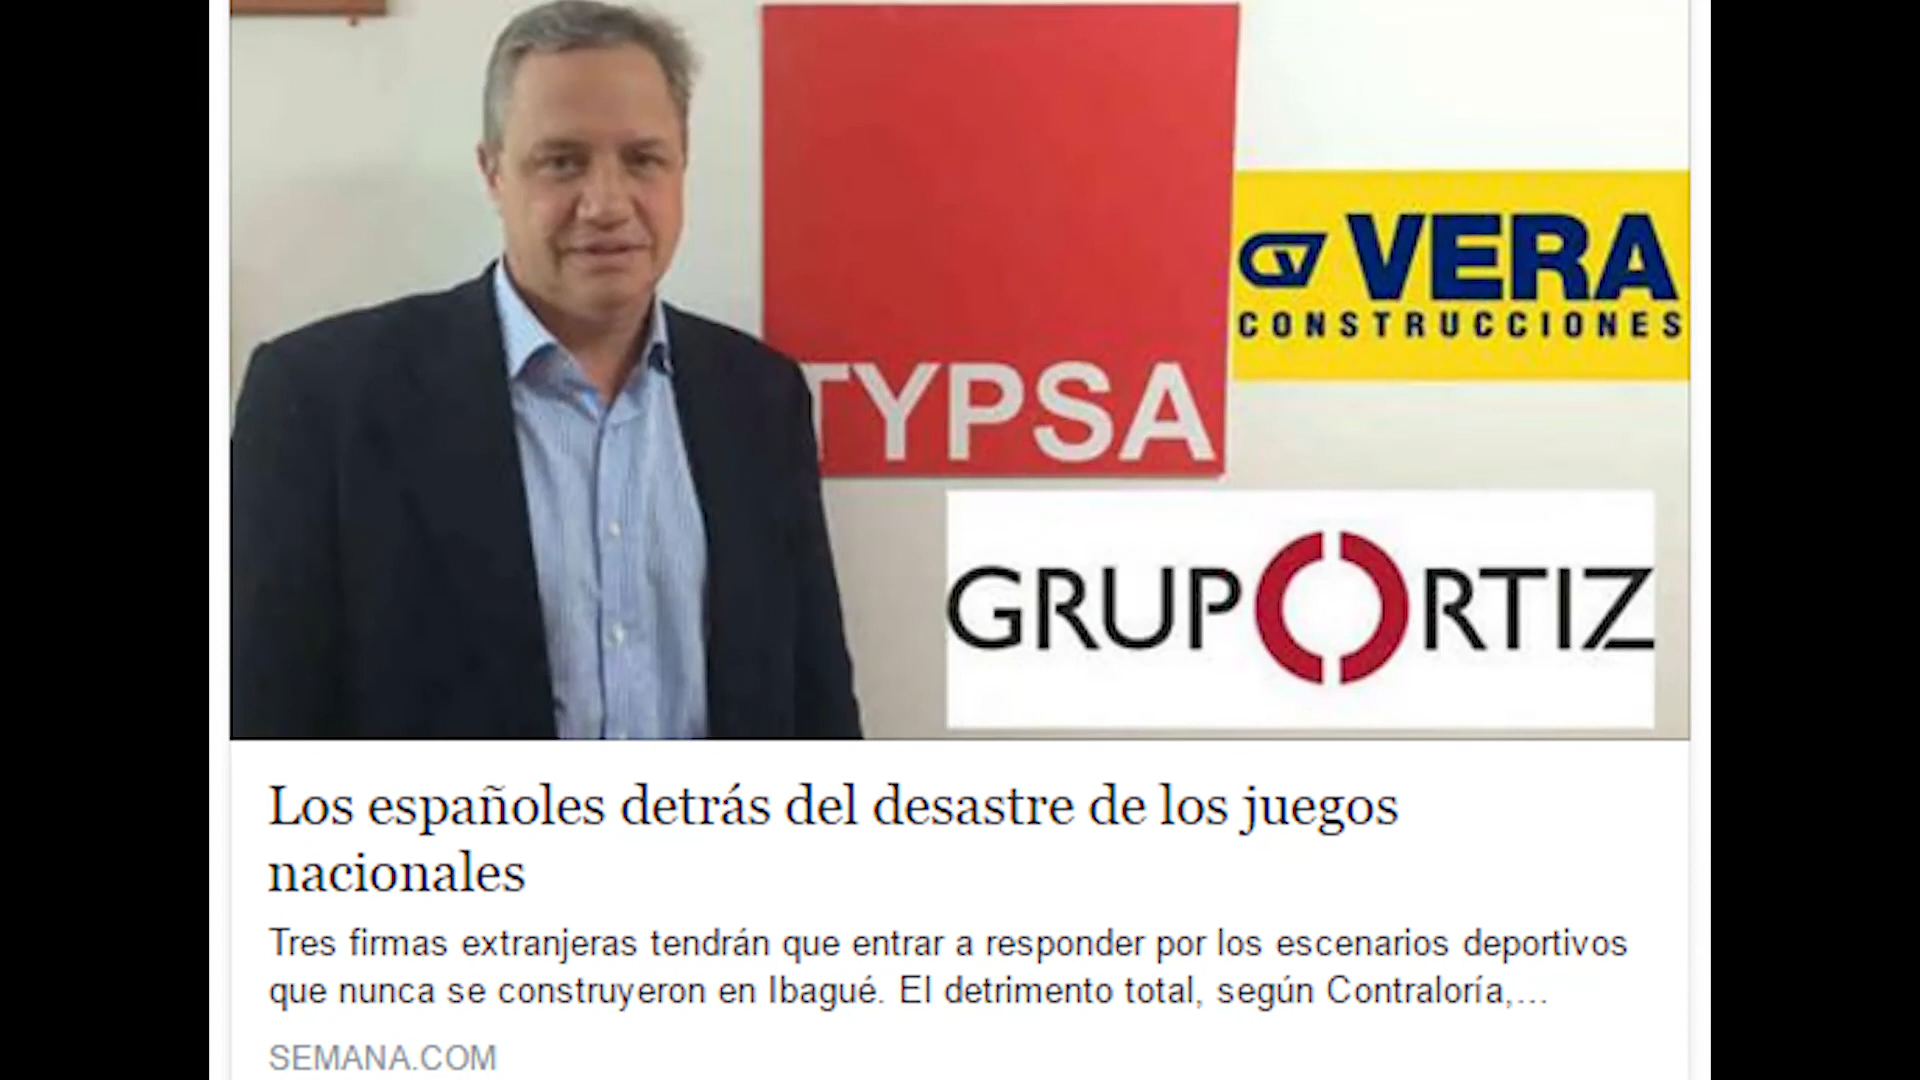 TYPSA
VERA
CONSTRUCCIONES
GRUPORTIZ
Los españoles detrás del desastre de los juegos
nacionales
Tres firmas extranjeras tendrán que entrar a responder por los escenarios deportivos
que nunca se construyeron en Ibagué. El detrimento total, según Contraloría,...
SEMANA.COM